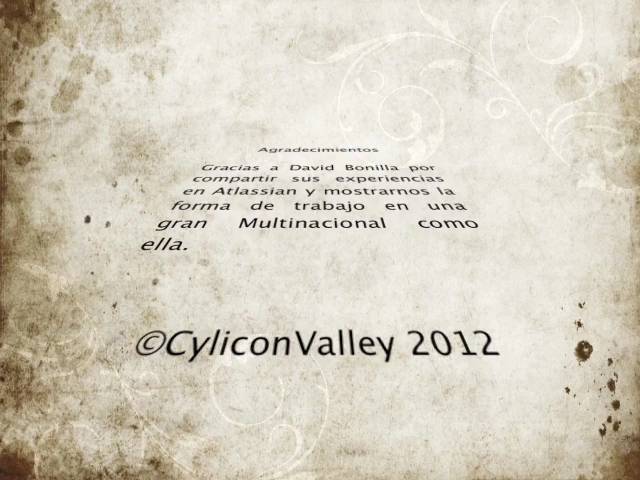 Agradecimientos
Gracias a David Bonilla por
compartir sus experiencias
en Atlassian y mostrarnos la
forma de trabajo en una
gran Multinacional como
ella.
©CyliconValley 2012